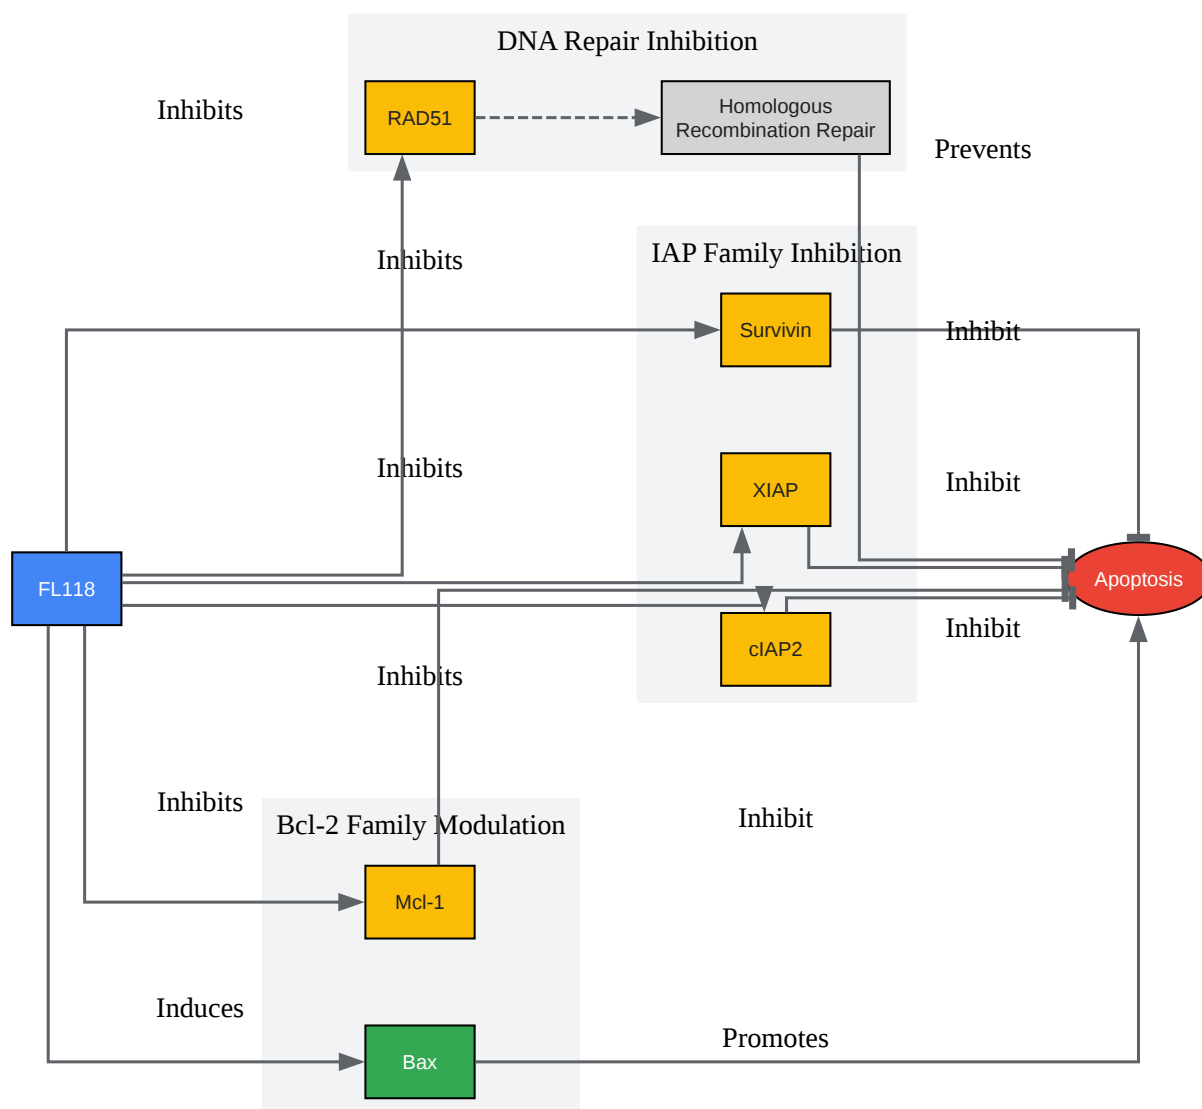 DNA Repair Inhibition
Inhibits
RAD51
Homologous
Recombination Repair
Prevents
Inhibits
IAP Family Inhibition
Survivin
Inhibit
Inhibits
XIAP
Inhibit
FL118
Apoptosis
Inhibit
cIAP2
Inhibits
Inhibits
Bcl-2 Family Modulation
Inhibit
Mcl-1
Induces
Promotes
Bax